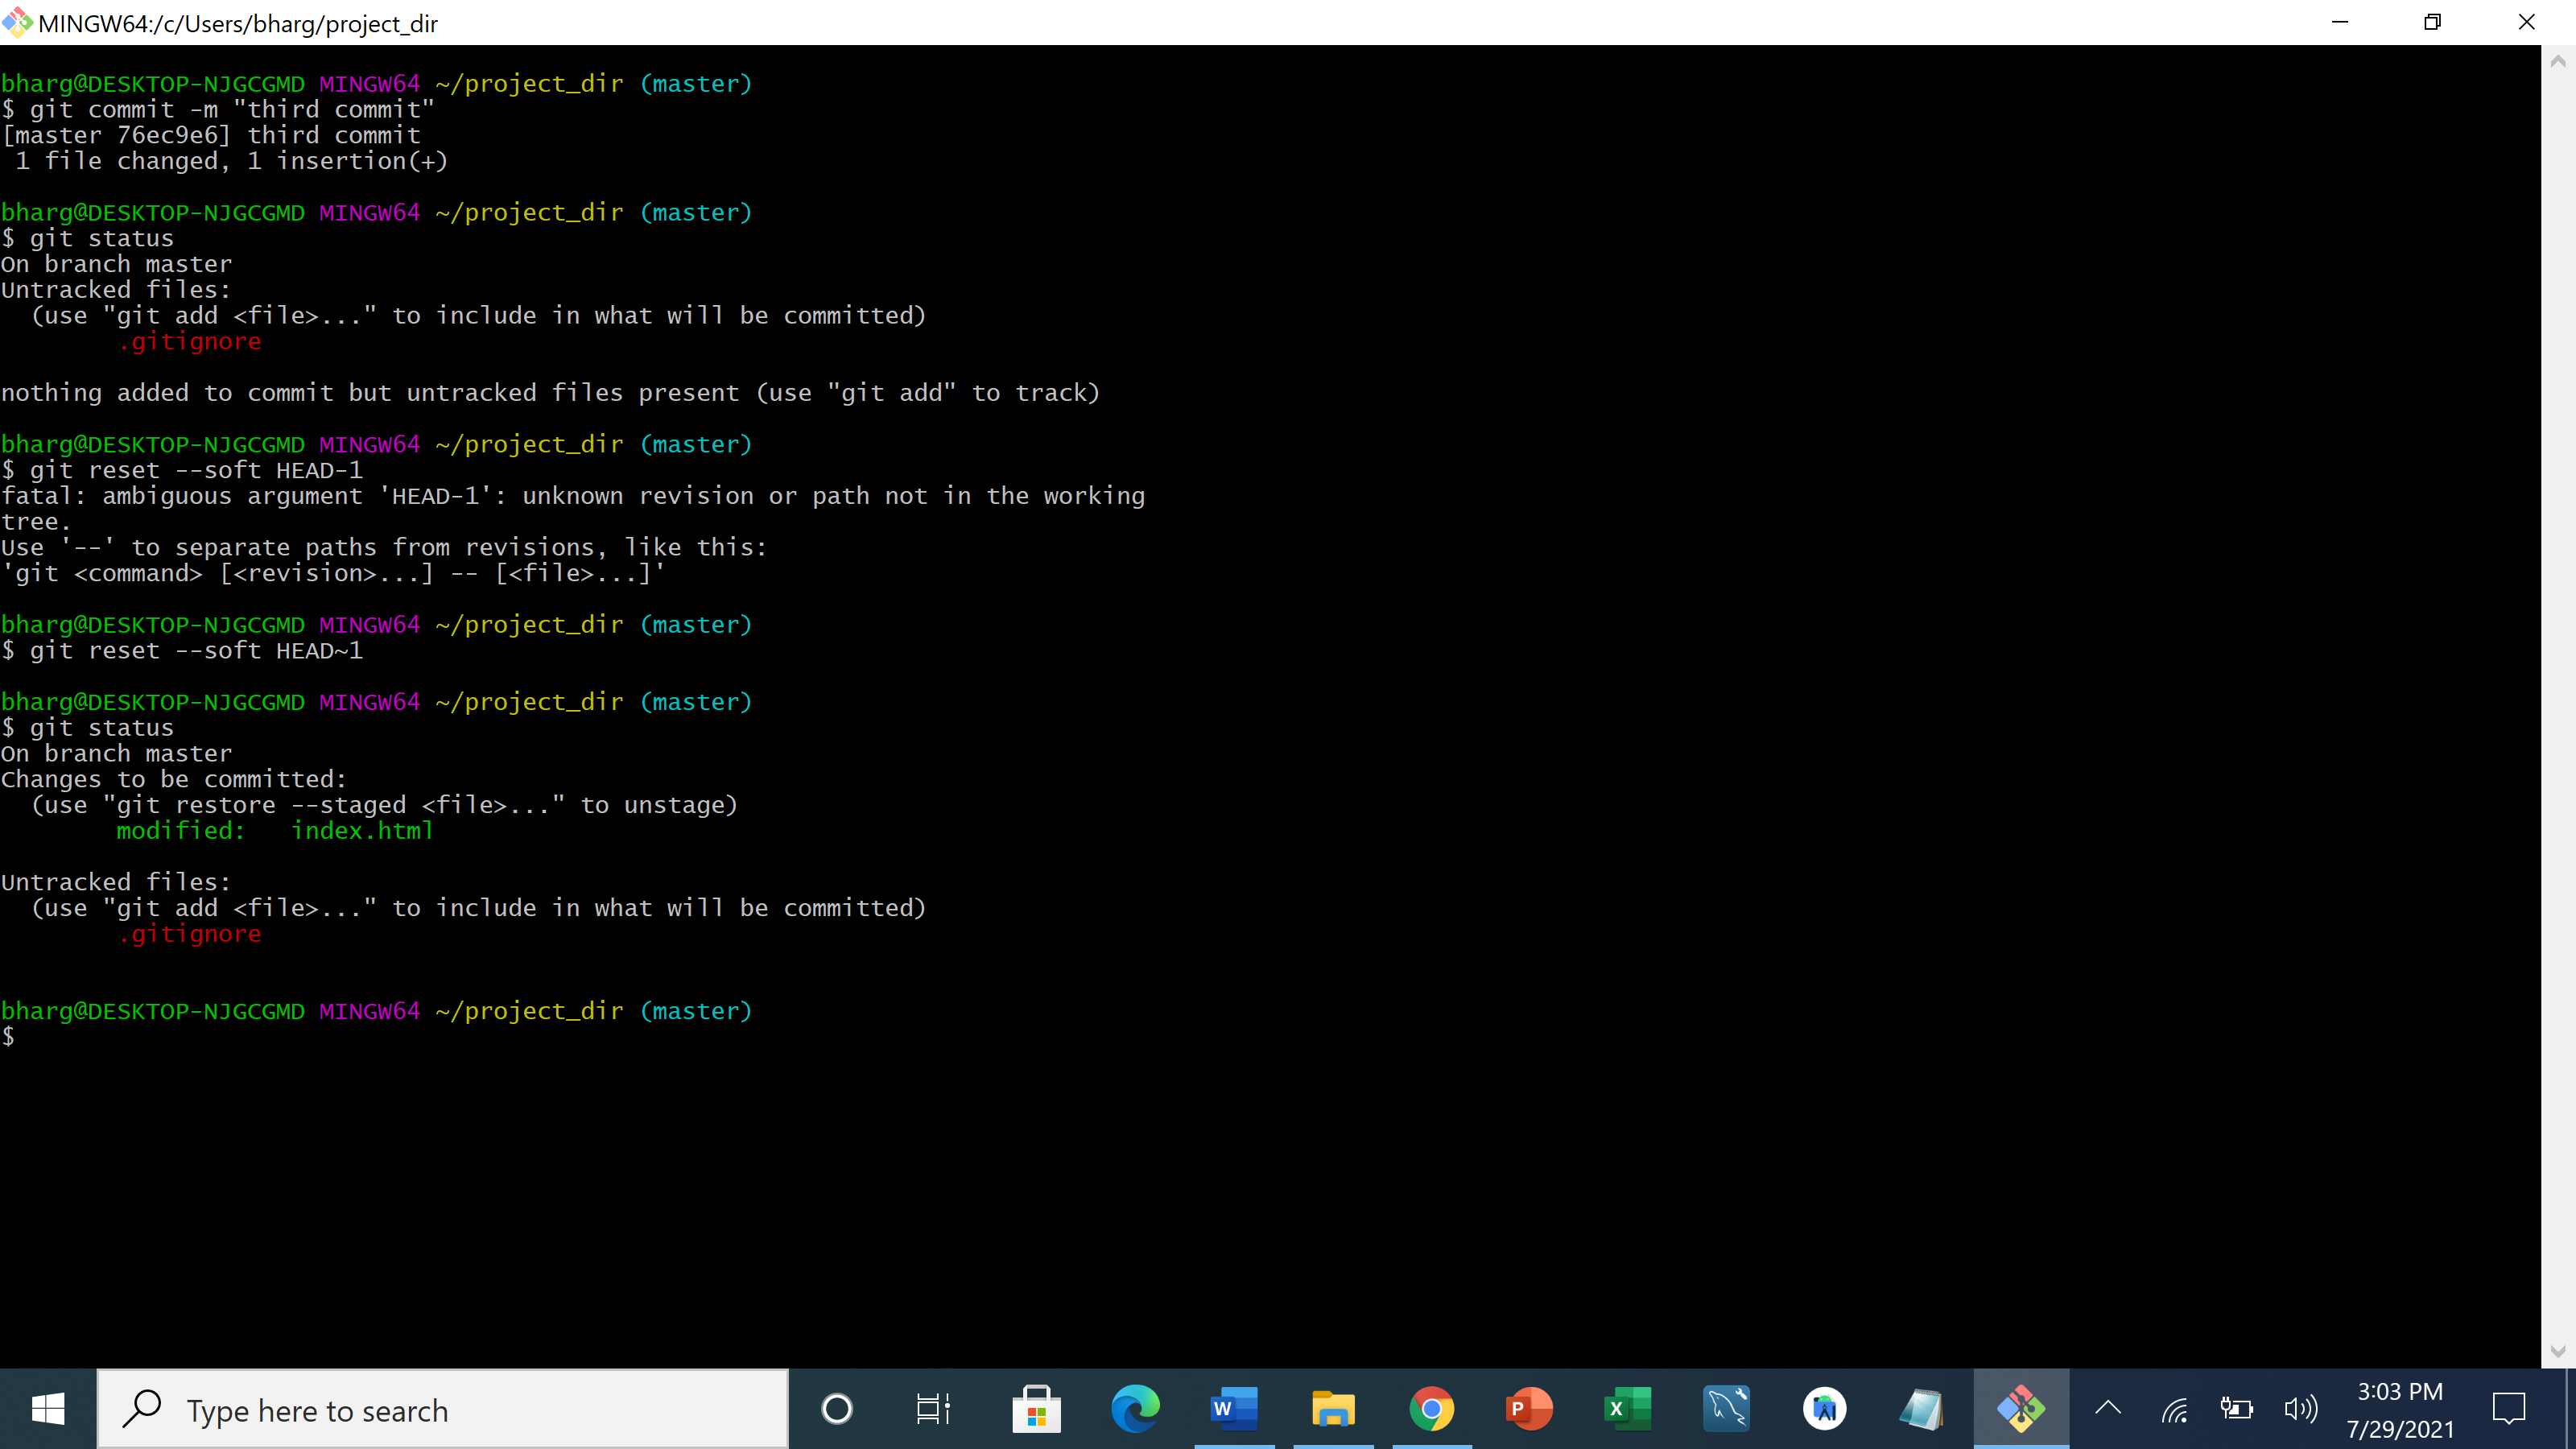 MINGW64:/c/Users/bharg/project_dir
bharg@DESKTOP-NJGCGMD MINGW64 ~/project_dir (master)
$ git commit -m "third commit"
[master 76ec9e6] third commit
 1 file changed, 1 insertion(+)
bharg@DESKTOP-NJGCGMD MINGW64 ~/project_dir (master)
$ git status
On branch master
Untracked files:
  (use "git add <file>..." to include in what will be committed)
        .gitignore
nothing added to commit but untracked files present (use "git add" to track)
bharg@DESKTOP-NJGCGMD MINGW64 ~/project_dir (master)
$ git reset --soft HEAD-1
fatal: ambiguous argument 'HEAD-1': unknown revision or path not in the working
tree.
Use '--' to separate paths from revisions, like this:
'git <command> [<revision>...] -- [<file>...]'
bharg@DESKTOP-NJGCGMD MINGW64 ~/project_dir (master)
$ git reset --soft HEAD~1
bharg@DESKTOP-NJGCGMD MINGW64 ~/project_dir (master)
$ git status
On branch master
Changes to be committed:
  (use "git restore --staged <file>..." to unstage)
        modified:   index.html
Untracked files:
  (use "git add <file>..." to include in what will be committed)
        .gitignore
bharg@DESKTOP-NJGCGMD MINGW64 ~/project_dir (master)
$
Type here to search
W
P
X
3:03 PM
7/29/2021